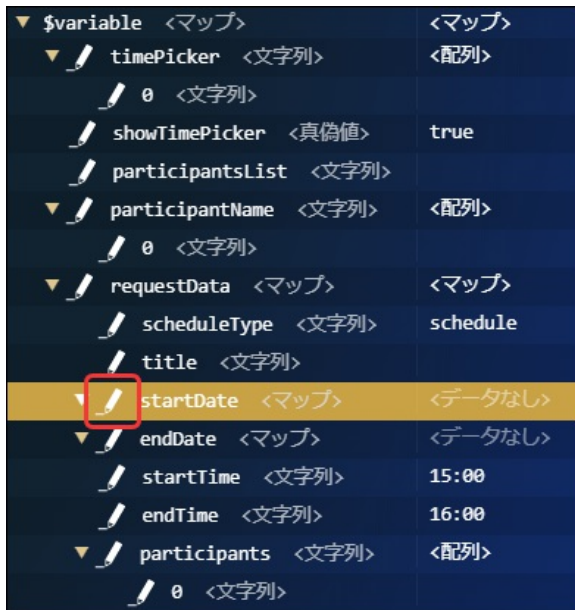 $variable <マップ> <マップ>
timePicker <文字列> <配列>
0 <文字列>
showTimePicker <真偽値> true
participantsList <文字列>
participantName <文字列> <配列>
0 <文字列>
requestData <マップ> <マップ>
scheduleType <文字列> schedule
title <文字列>
startDate <マップ> <データなし>
endDate <マップ> <データなし>
startTime <文字列> 15:00
endTime <文字列> 16:00
participants <文字列> <配列>
0 <文字列>